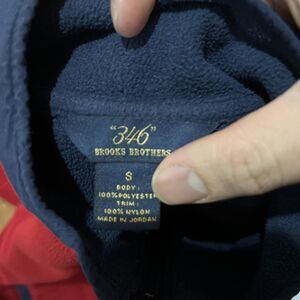 "346"
BROOKS BROTHERS
S
BODY:
100% POLYESTER
TRIM:
100% NYLON
MADE IN JORDAN